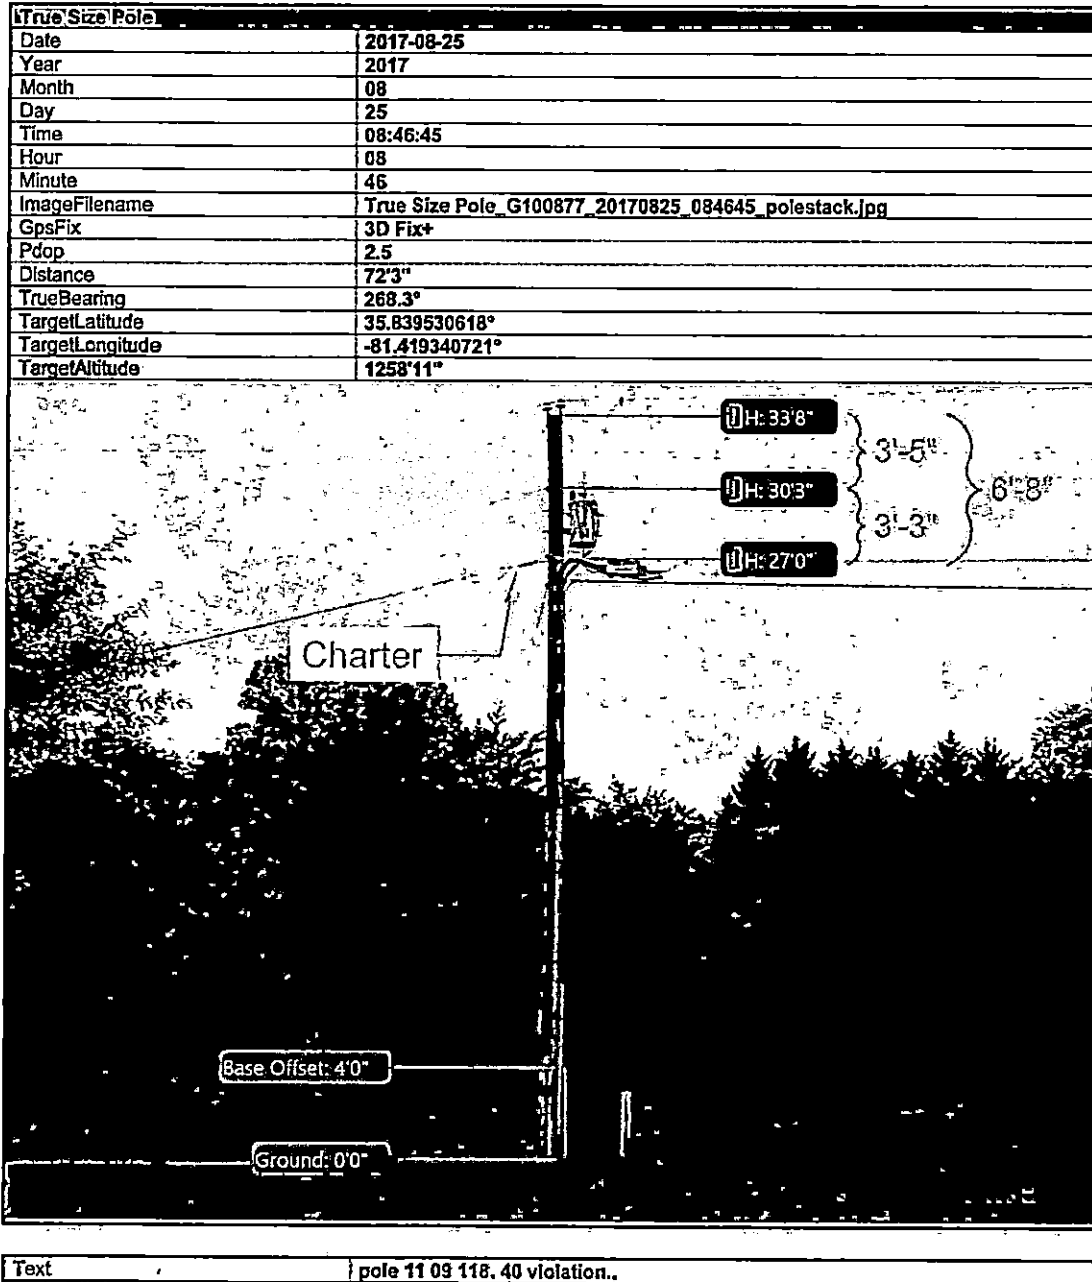 True Size Pole
Date 2017-08-25
Year 2017
Month 08
Day 25
Time 08:46:45
Hour 08
Minute 46
ImageFilename True Size Pole_G100877_20170825_084645_polestack.jpg
GpsFix 3D Fix+
Pdop 2.5
Distance 72'3"
TrueBearing 268.3°
TargetLatitude 35.839530618°
TargetLongitude -81.419340721°
TargetAltitude 1258'11"
H: 33'8"
3'-5"
H: 30'3"
6'-8"
3'-3"
H: 27'0"
Charter
Base Offset: 4'0"
Ground: 0'0"
Text pole 11 09 118, 40 violation.,